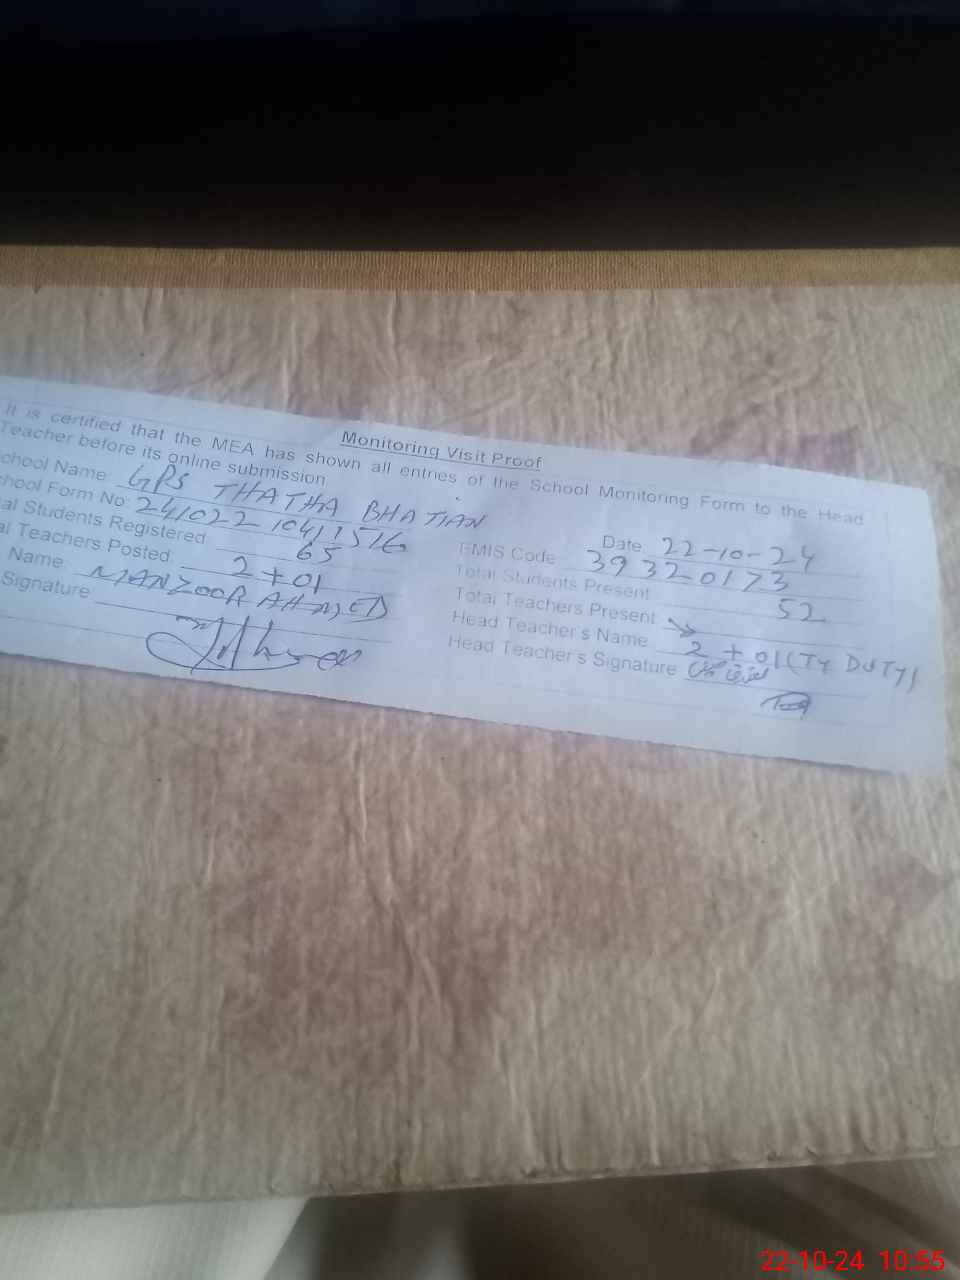 Monitoring Visit Proof
It is certified that the MEA has shown all entries of the School Monitoring Form to the Head
Teacher before its online submission
chool Name: GPS THATHA BHATIAN
Date 22-10-24
hool Form No: 241022 10411516
EMIS Code 39320173
al Students Registered 65
Total Students Present 52
al Teachers Posted 2+01
Total Teachers Present 2 + 01 (TY DUTY)
Name: MANZOOR AHMED
Head Teacher's Name
Signature
Head Teacher's Signature
22-10-24 10:55